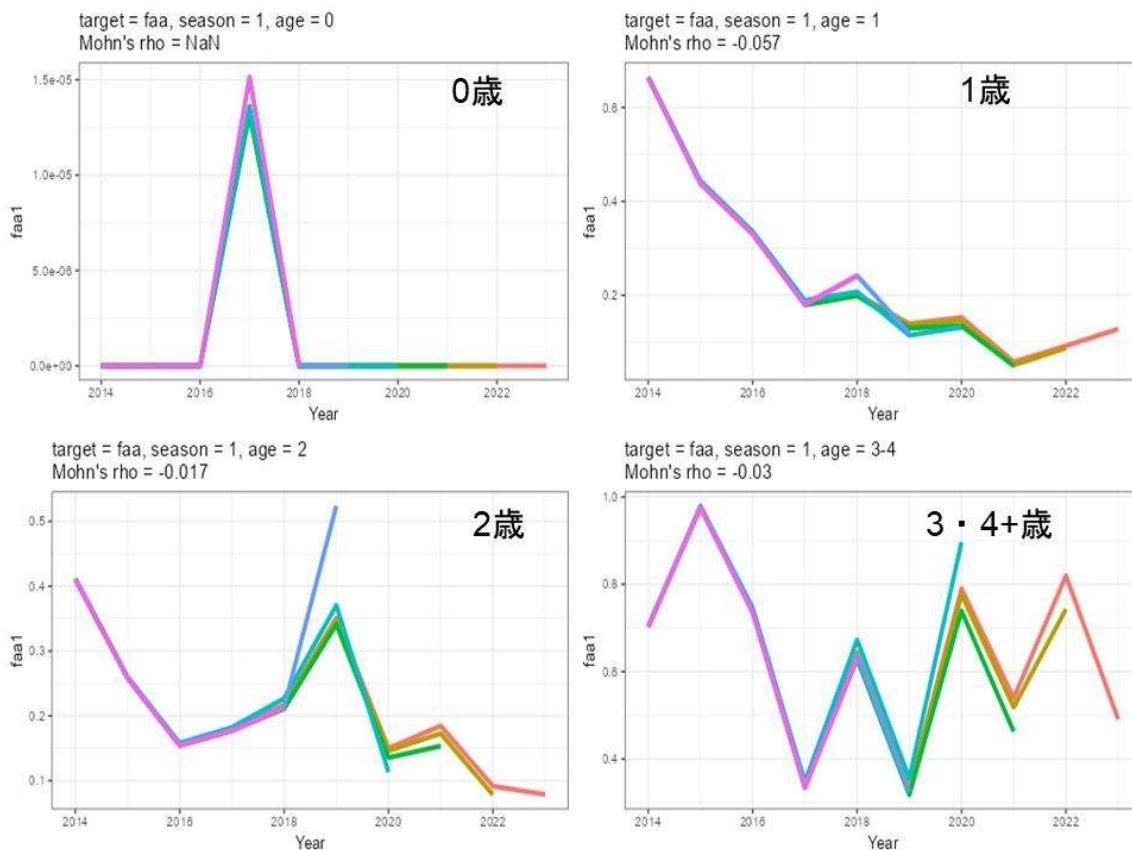 target = faa, season = 1, age = 0
Mohn's rho = NaN
0歳
1.5e-05
1.0e-05
5.0e-06
0.0e+00
faa1
2014
2016
2018
2020
2022
Year
target = faa, season = 1, age = 1
Mohn's rho = -0.057
1歳
0.6
0.4
0.2
faa1
2014
2016
2018
2020
2022
Year
target = faa, season = 1, age = 2
Mohn's rho = -0.017
2歳
0.5
0.4
0.3
0.2
0.1
faa1
2014
2016
2018
2020
2022
Year
target = faa, season = 1, age = 3-4
Mohn's rho = -0.03
3・4+歳
1.0
0.8
0.6
0.4
faa1
2014
2016
2018
2020
2022
Year